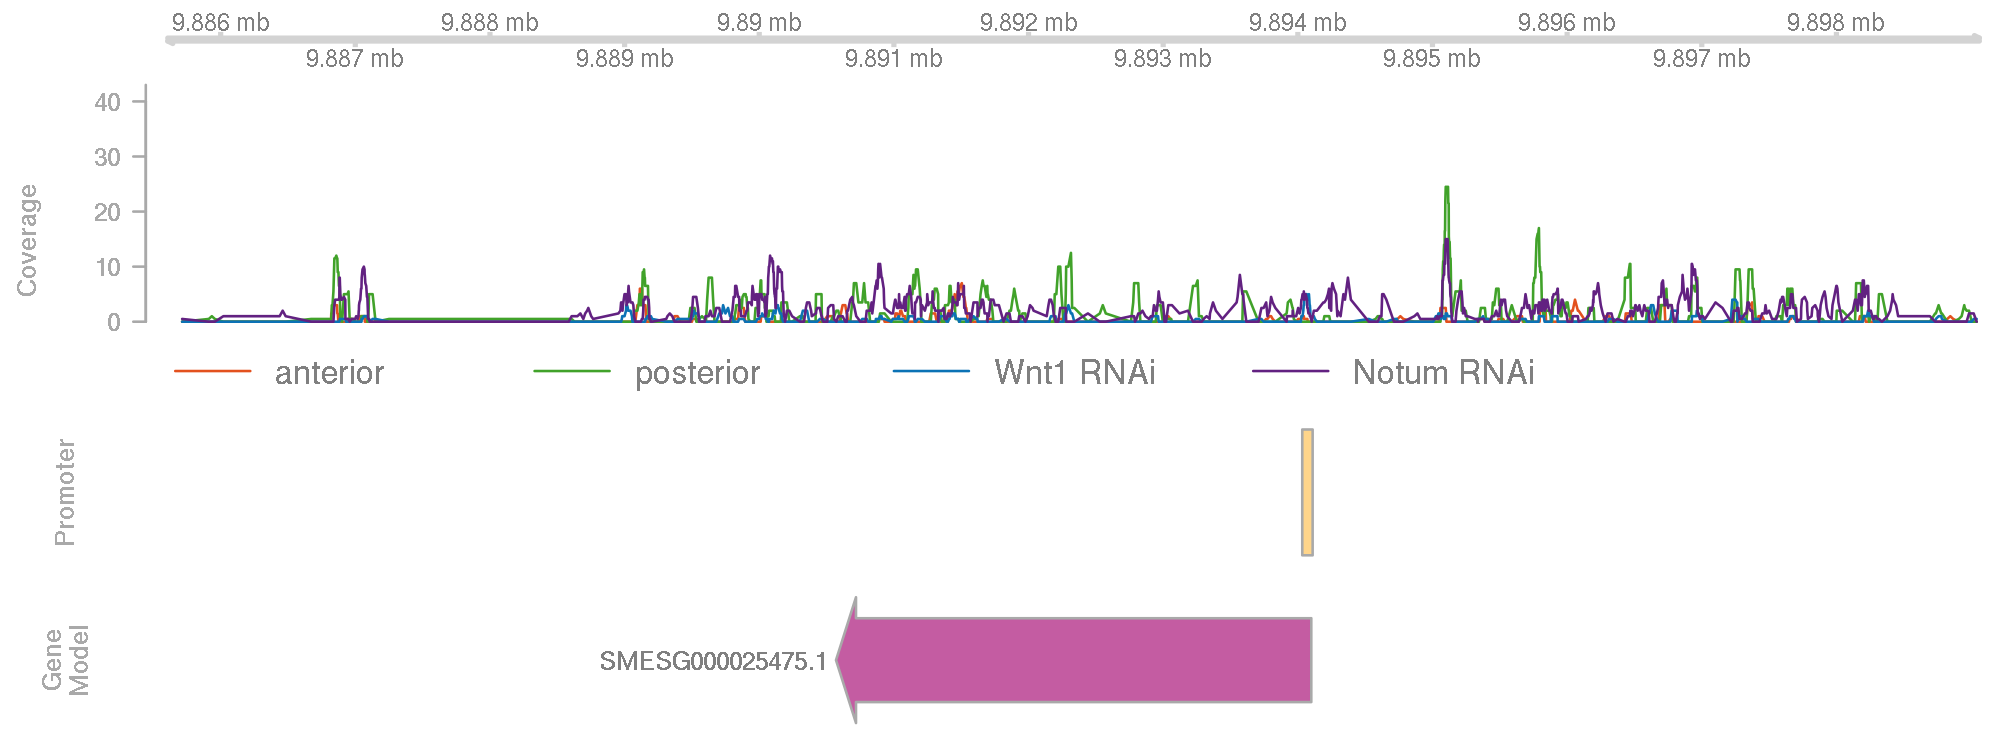 9.886 mb 9.888 mb 9.89 mb 9.892 mb 9.894 mb 9.896 mb 9.898 mb
9.887 mb 9.889 mb 9.891 mb 9.893 mb 9.895 mb 9.897 mb
Coverage
40
30
20
10
0
anterior posterior Wnt1 RNAi Notum RNAi
Promoter
Gene
Model
SMESG000025475.1